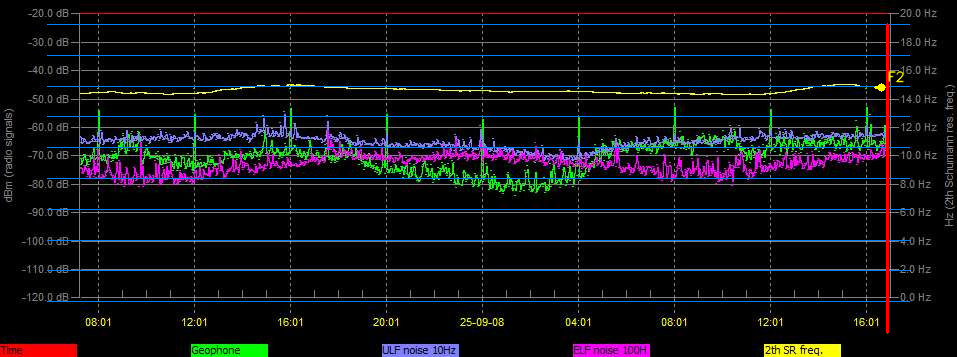 -20.0 dB 20.0 Hz
-30.0 dB 18.0 Hz
-40.0 dB 16.0 Hz
-50.0 dB 14.0 Hz
-60.0 dB 12.0 Hz
-70.0 dB 10.0 Hz
-80.0 dB 8.0 Hz
-90.0 dB 6.0 Hz
-100.0 dB 4.0 Hz
-110.0 dB 2.0 Hz
-120.0 dB 0.0 Hz
dBm (radio signals)
Hz (2th Schumann res. freq.)
F2
08:01 12:01 16:01 20:01 25-09-08 04:01 08:01 12:01 16:01
Time Geophone ULF noise 10Hz ELF noise 100H 2th SR freq.